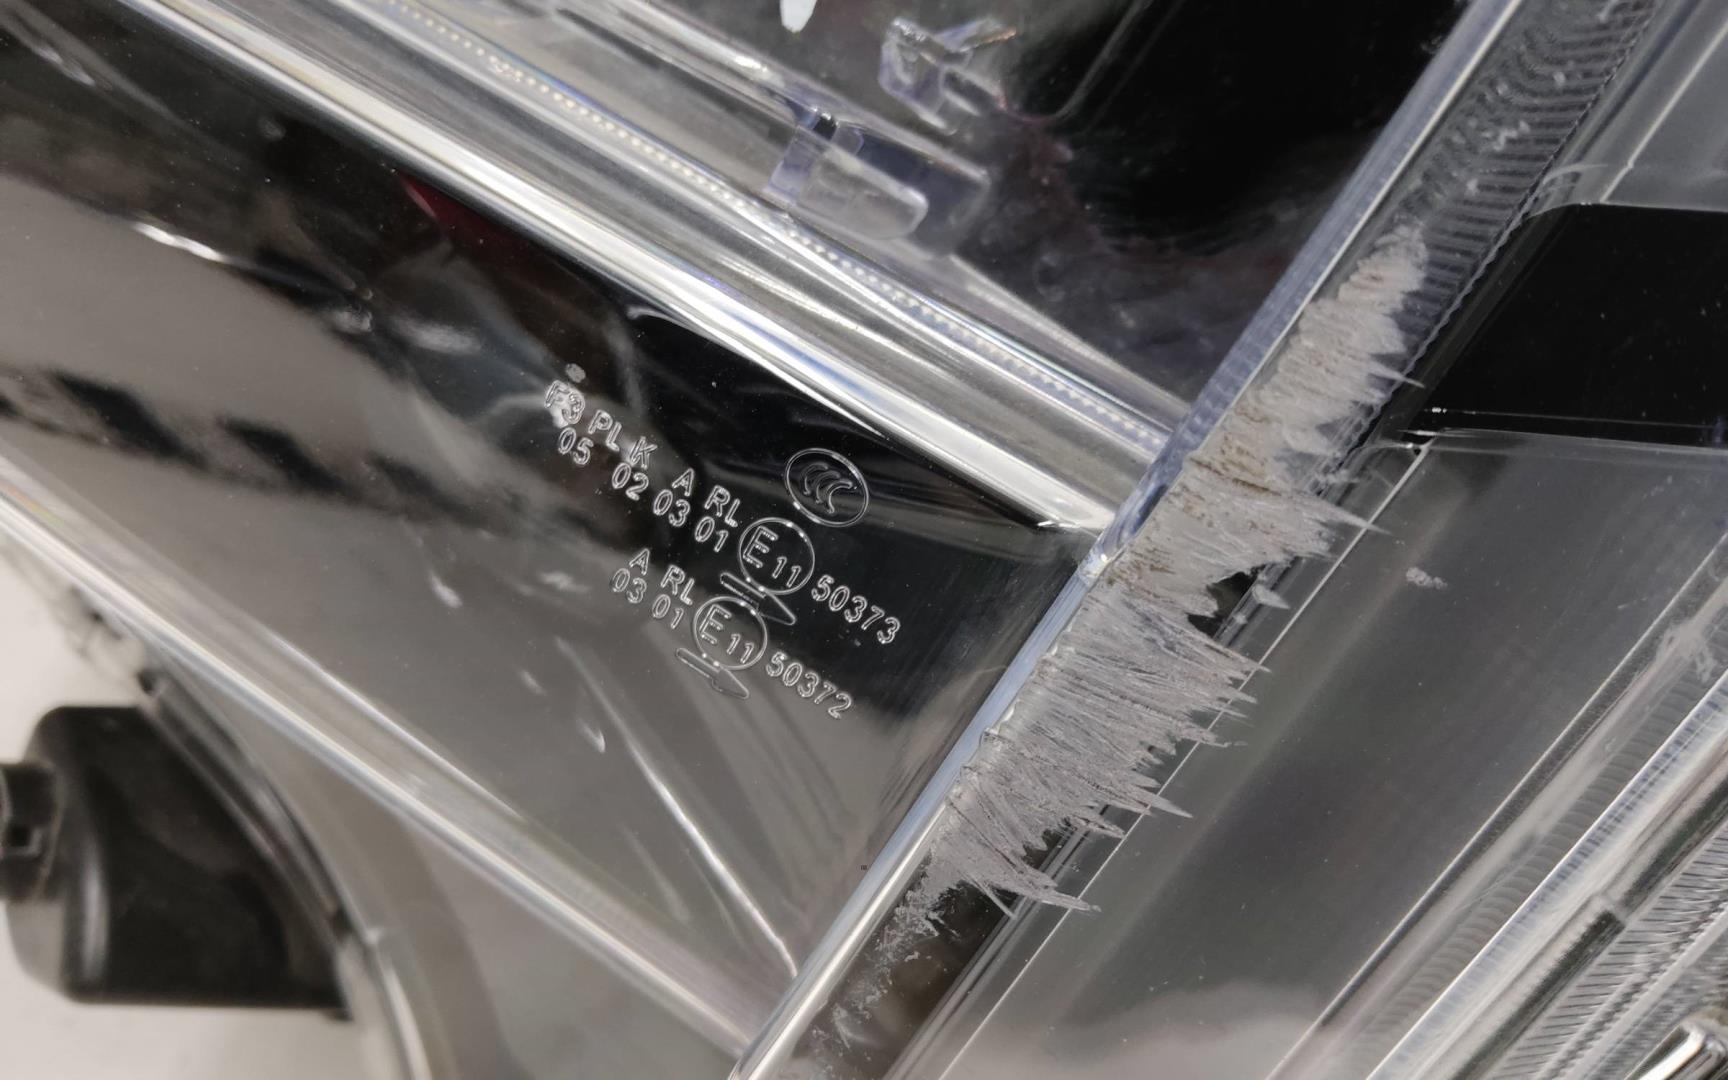 F3 PL K A RL
05 02 03 01 E11 50373
A RL
03 01 E11 50372